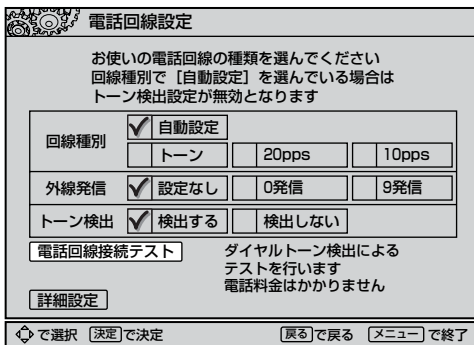 電話回線設定
お使いの電話回線の種類を選んでください
回線種別で［自動設定］を選んでいる場合は
トーン検出設定が無効となります
回線種別 自動設定
トーン 20pps 10pps
外線発信 設定なし 0発信 9発信
トーン検出 検出する 検出しない
電話回線接続テスト ダイヤルトーン検出による
テストを行います
電話料金はかかりません
詳細設定
で選択 決定で決定 戻るで戻る メニューで終了